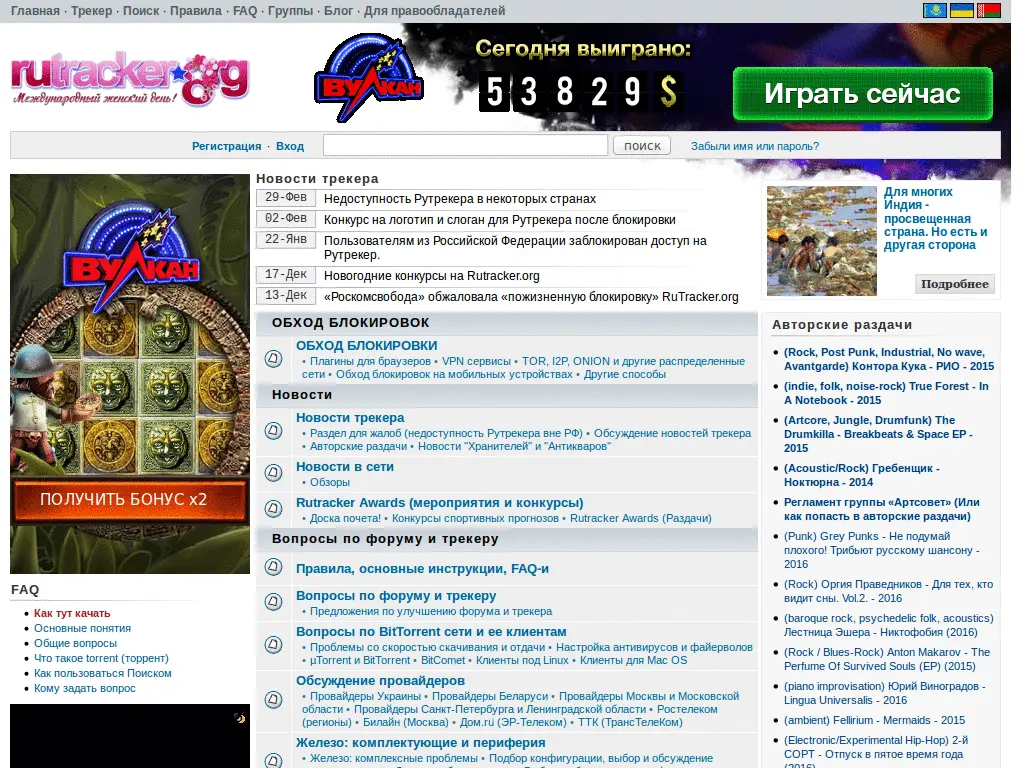 Главная · Трекер · Поиск · Правила · FAQ · Группы · Блог · Для правообладателей
rutracker.org
Международный женский день!
ВУЛКАН
Сегодня выиграно:
53829 $
Играть сейчас
Регистрация · Вход
поиск
Забыли имя или пароль?
ВУЛКАН
ПОЛУЧИТЬ БОНУС x2
FAQ
Как тут качать
Основные понятия
Общие вопросы
Что такое torrent (торрент)
Как пользоваться Поиском
Кому задать вопрос
Новости трекера
29-Фев Недоступность Рутрекера в некоторых странах
02-Фев Конкурс на логотип и слоган для Рутрекера после блокировки
22-Янв Пользователям из Российской Федерации заблокирован доступ на
Рутрекер.
17-Дек Новогодние конкурсы на Rutracker.org
13-Дек «Роскомсвобода» обжаловала «пожизненную блокировку» RuTracker.org
ОБХОД БЛОКИРОВОК
ОБХОД БЛОКИРОВКИ
• Плагины для браузеров • VPN сервисы • TOR, I2P, ONION и другие распределенные
сети • Обход блокировок на мобильных устройствах • Другие способы
Новости
Новости трекера
• Раздел для жалоб (недоступность Рутрекера вне РФ) • Обсуждение новостей трекера
• Авторские раздачи • Новости "Хранителей" и "Антикваров"
Новости в сети
• Обзоры
Rutracker Awards (мероприятия и конкурсы)
• Доска почета! • Конкурсы спортивных прогнозов • Rutracker Awards (Раздачи)
Вопросы по форуму и трекеру
Правила, основные инструкции, FAQ-и
Вопросы по форуму и трекеру
• Предложения по улучшению форума и трекера
Вопросы по BitTorrent сети и ее клиентам
• Проблемы со скоростью скачивания и отдачи • Настройка антивирусов и файерволов
• µTorrent и BitTorrent • BitComet • Клиенты под Linux • Клиенты для Mac OS
Обсуждение провайдеров
• Провайдеры Украины • Провайдеры Беларуси • Провайдеры Москвы и Московской
области • Провайдеры Санкт-Петербурга и Ленинградской области • Ростелеком
(регионы) • Билайн (Москва) • Дом.ru (ЭР-Телеком) • ТТК (ТрансТелеКом)
Железо: комплектующие и периферия
• Железо: комплексные проблемы • Подбор конфигурации, выбор и обсуждение
Для многих
Индия -
просвещенная
страна. Но есть и
другая сторона
Подробнее
Авторские раздачи
(Rock, Post Punk, Industrial, No wave,
Avantgarde) Контора Кука - РИО - 2015
(indie, folk, noise-rock) True Forest - In
A Notebook - 2015
(Artcore, Jungle, Drumfunk) The
Drumkilla - Breakbeats & Space EP -
2015
(Acoustic/Rock) Гребенщик -
Ноктюрна - 2014
Регламент группы «Артсовет» (Или
как попасть в авторские раздачи)
(Punk) Grey Punks - Не подумай
плохого! Трибьют русскому шансону -
2016
(Rock) Оргия Праведников - Для тех, кто
видит сны. Vol.2. - 2016
(baroque rock, psychedelic folk, acoustics)
Лестница Эшера - Никтофобия (2016)
(Rock / Blues-Rock) Anton Makarov - The
Perfume Of Survived Souls (EP) (2015)
(piano improvisation) Юрий Виноградов -
Lingua Universalis - 2016
(ambient) Fellirium - Mermaids - 2015
(Electronic/Experimental Hip-Hop) 2-й
СОРТ - Отпуск в пятое время года